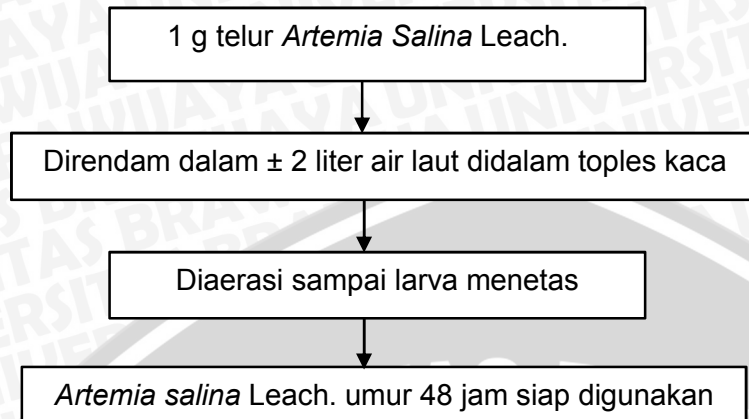 1 g telur Artemia Salina Leach.
Direndam dalam ± 2 liter air laut didalam toples kaca
Diaerasi sampai larva menetas
Artemia salina Leach. umur 48 jam siap digunakan